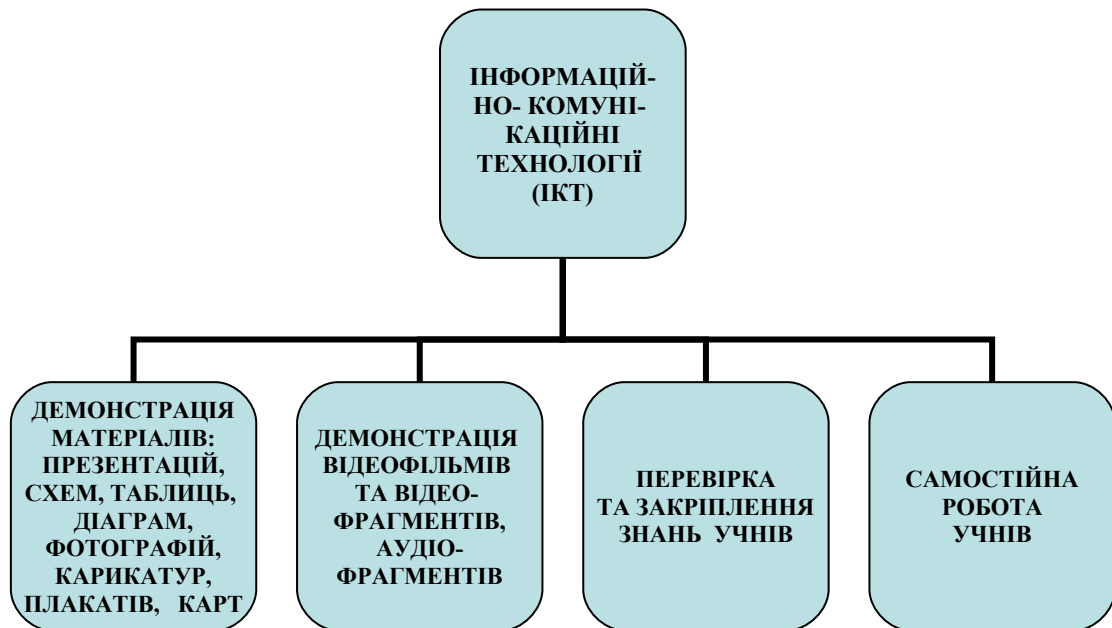 ІНФОРМАЦІЙ-
НО- КОМУНІ-
КАЦІЙНІ
ТЕХНОЛОГІЇ
(ІКТ)
ДЕМОНСТРАЦІЯ
МАТЕРІАЛІВ:
ПРЕЗЕНТАЦІЙ,
СХЕМ, ТАБЛИЦЬ,
ДІАГРАМ,
ФОТОГРАФІЙ,
КАРИКАТУР,
ПЛАКАТІВ, КАРТ
ДЕМОНСТРАЦІЯ
ВІДЕОФІЛЬМІВ
ТА ВІДЕО-
ФРАГМЕНТІВ,
АУДІО-
ФРАГМЕНТІВ
ПЕРЕВІРКА
ТА ЗАКРІПЛЕННЯ
ЗНАНЬ УЧНІВ
САМОСТІЙНА
РОБОТА
УЧНІВ